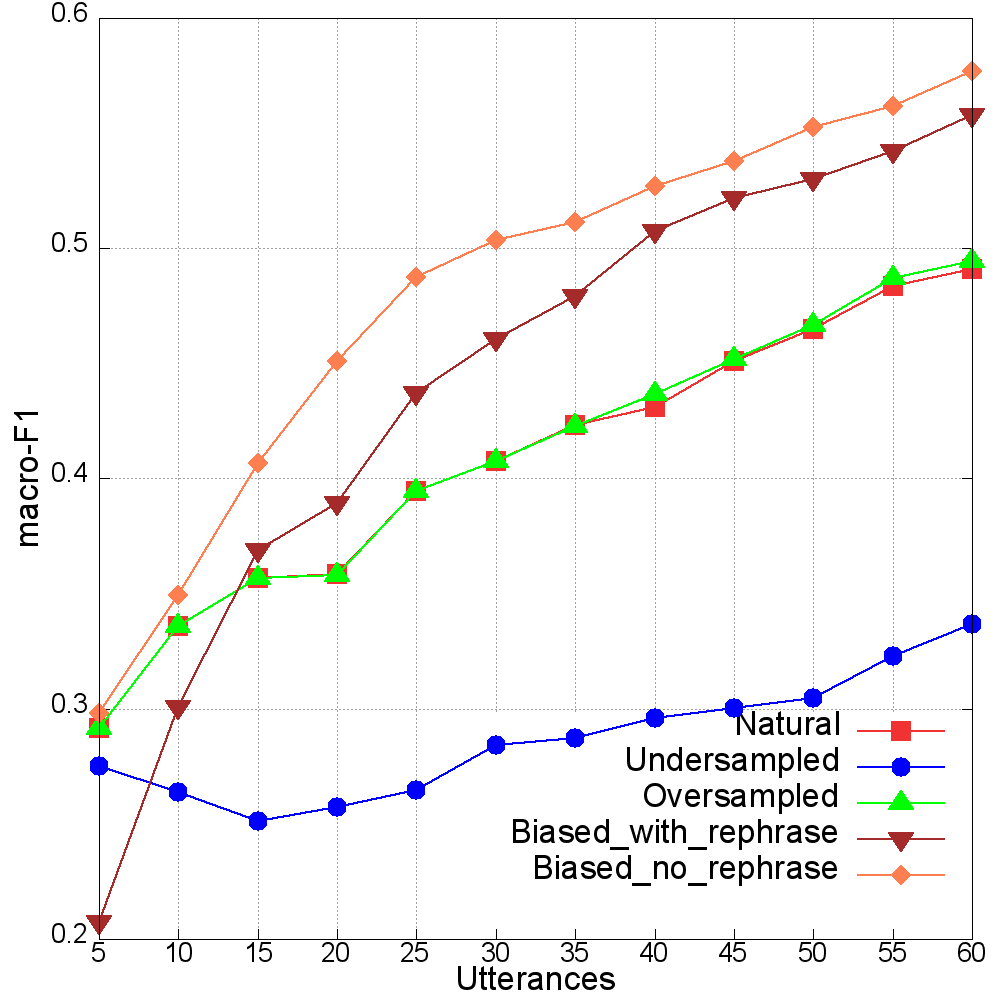 0.6
0.5
0.4
0.3
0.2
macro-F1
Natural
Undersampled
Oversampled
Biased_with_rephrase
Biased_no_rephrase
5 10 15 20 25 30 35 40 45 50 55 60
Utterances